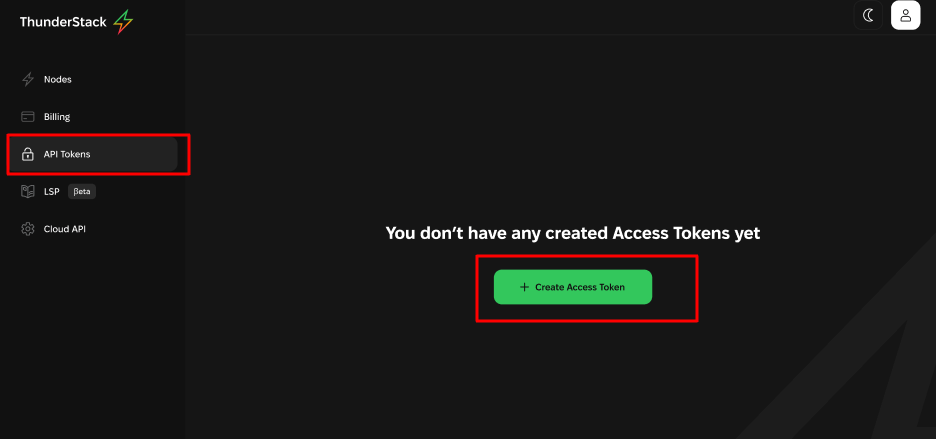 ThunderStack
Nodes
Billing
API Tokens
LSP βeta
Cloud API
You don’t have any created Access Tokens yet
+ Create Access Token